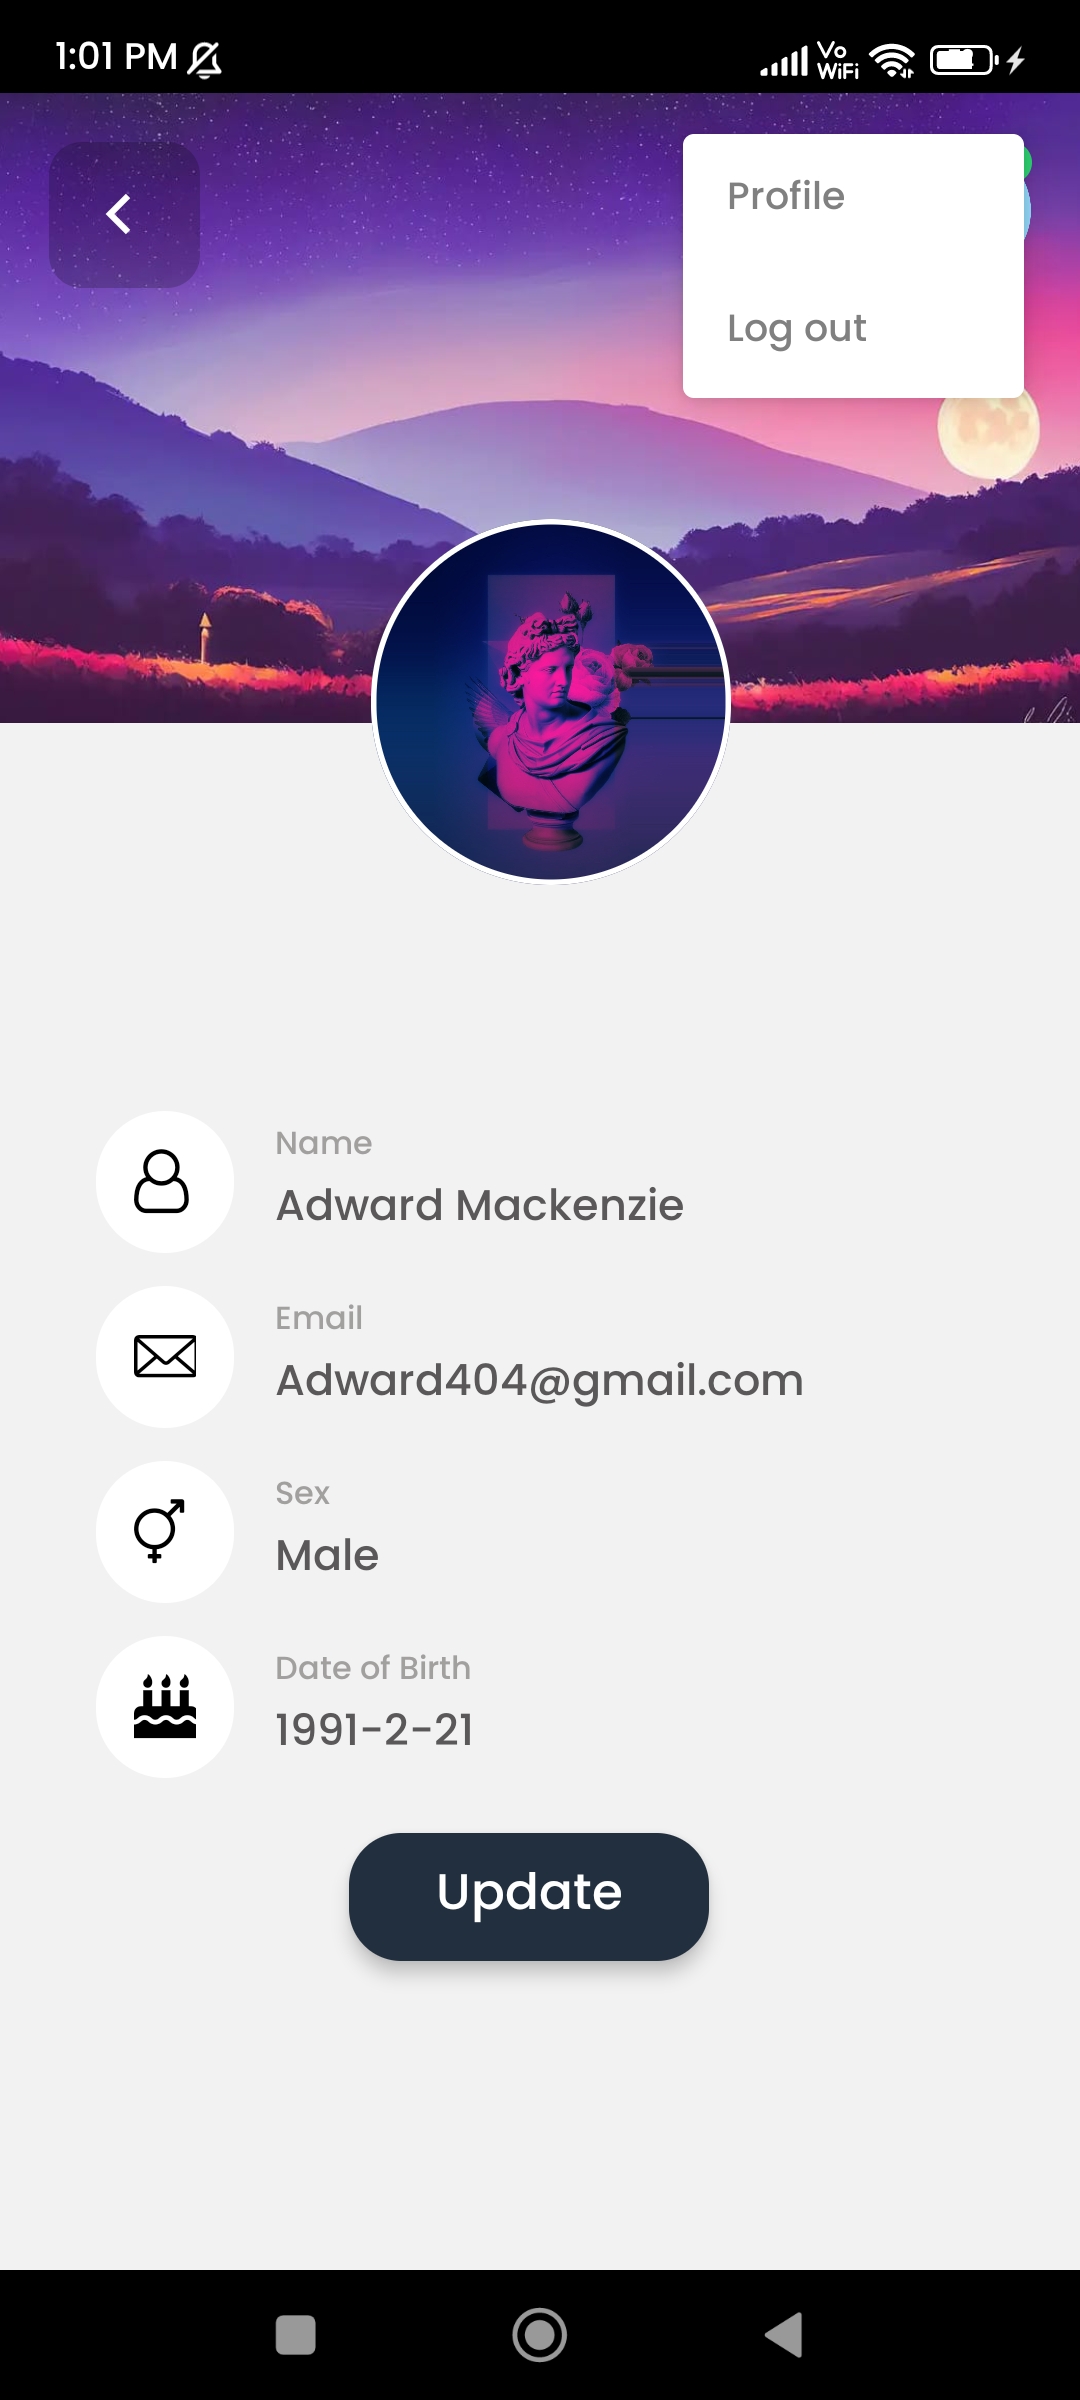 1:01 PM
Vo
WiFi
Profile
Log out
Name
Adward Mackenzie
Email
Adward404@gmail.com
Sex
Male
Date of Birth
1991-2-21
Update